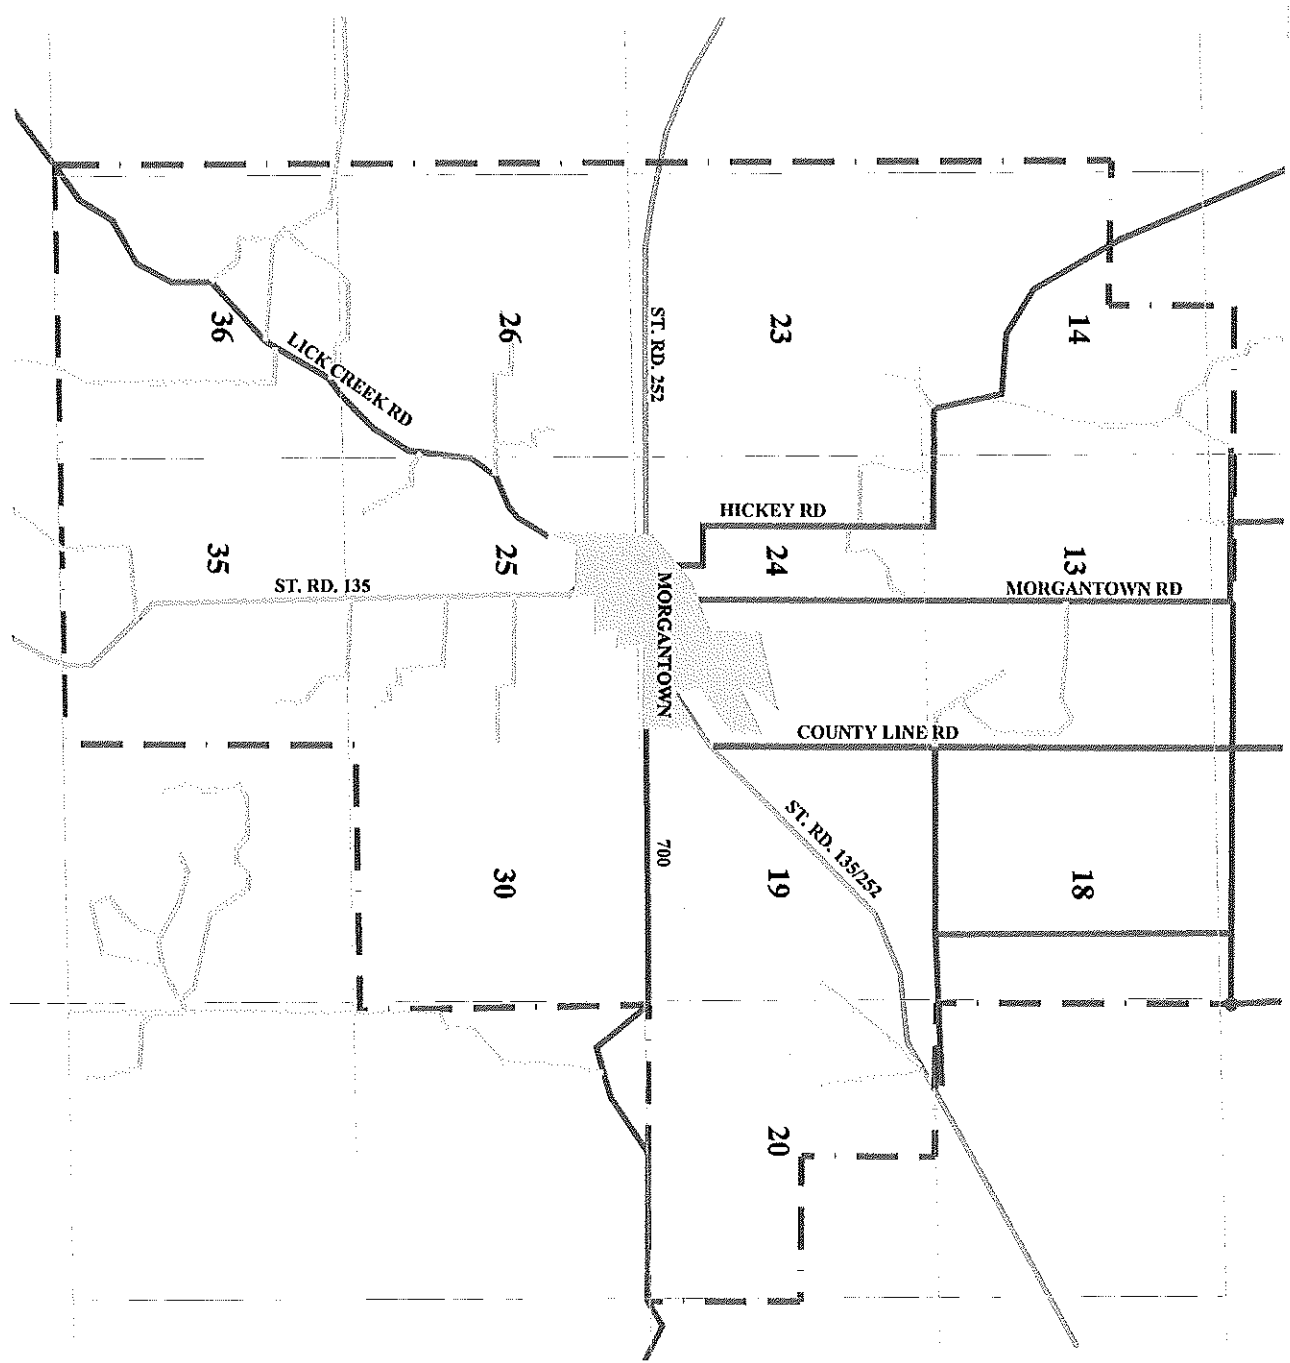 36
26
23
14
LICK CREEK RD
ST. RD. 252
HICKEY RD
35
25
24
13
ST. RD. 135
MORGANTOWN
MORGANTOWN RD
COUNTY LINE RD
ST. RD. 135/252
700
30
19
18
20